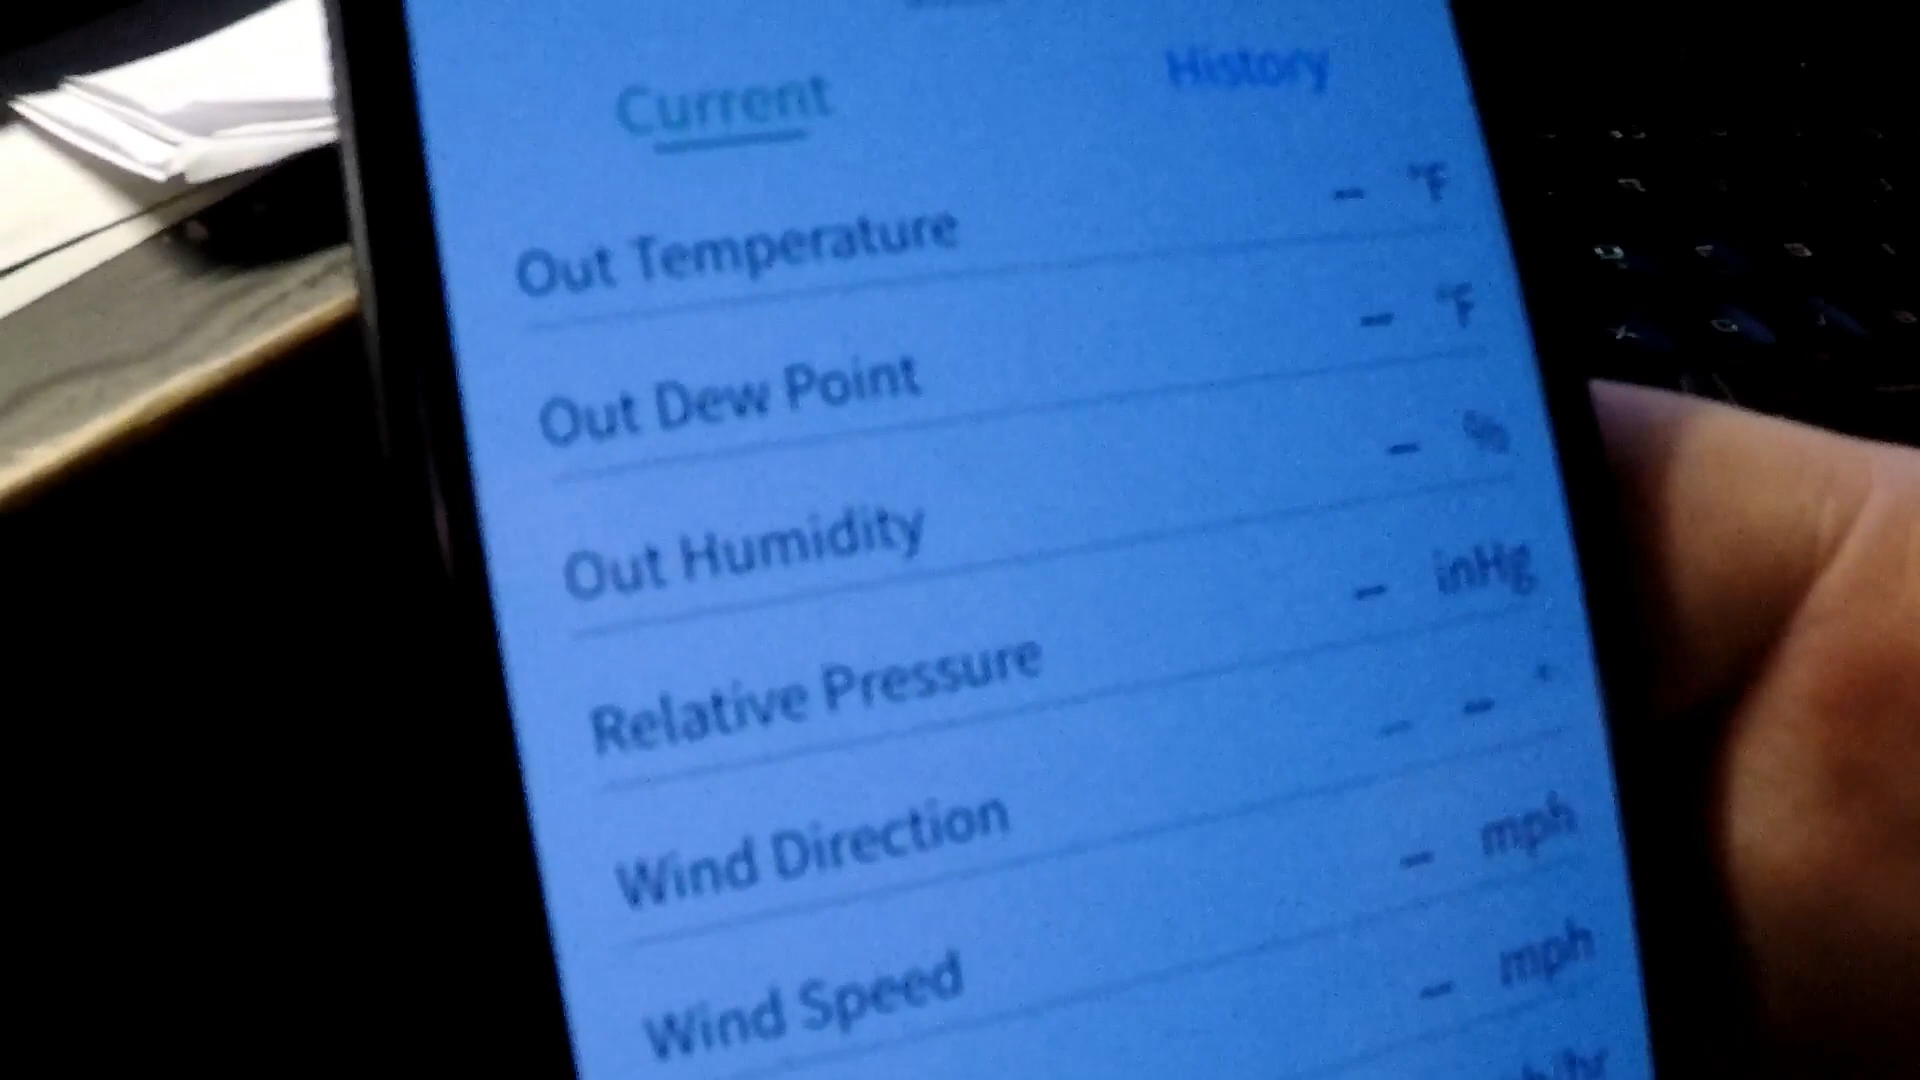 Current History
Out Temperature – °F
Out Dew Point – °F
Out Humidity – %
Relative Pressure – inHg
Wind Direction – – °
Wind Speed – mph
– mph